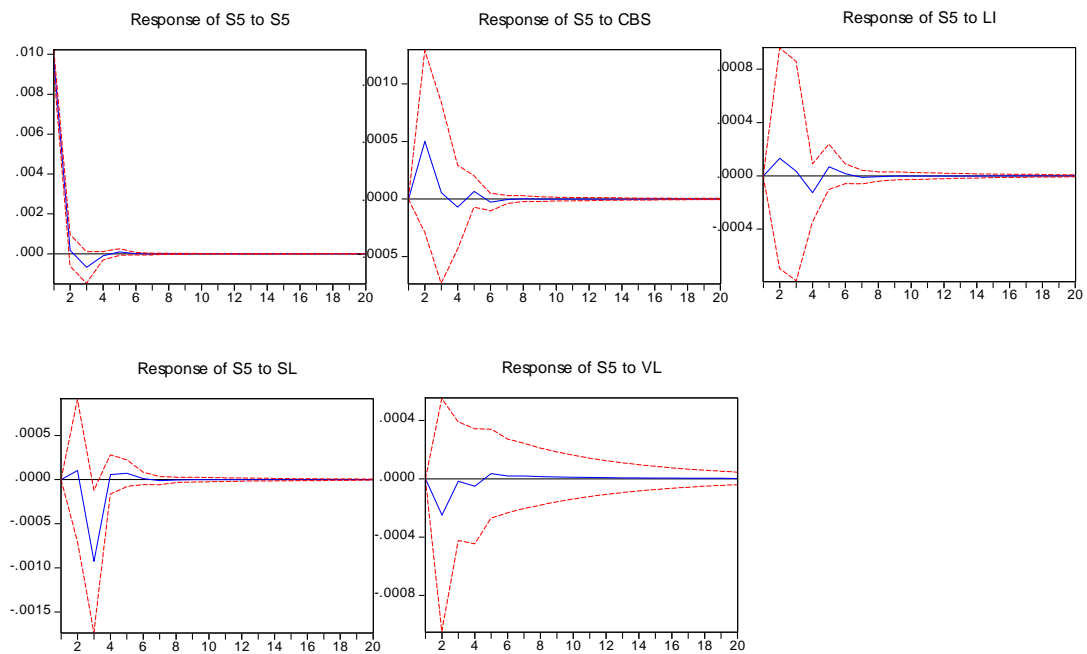 Response of S5 to S5
.010
.008
.006
.004
.002
.000
2 4 6 8 10 12 14 16 18 20
Response of S5 to CBS
.0010
.0005
.0000
-.0005
2 4 6 8 10 12 14 16 18 20
Response of S5 to LI
.0008
.0004
.0000
-.0004
2 4 6 8 10 12 14 16 18 20
Response of S5 to SL
.0005
.0000
-.0005
-.0010
-.0015
2 4 6 8 10 12 14 16 18 20
Response of S5 to VL
.0004
.0000
-.0004
-.0008
2 4 6 8 10 12 14 16 18 20